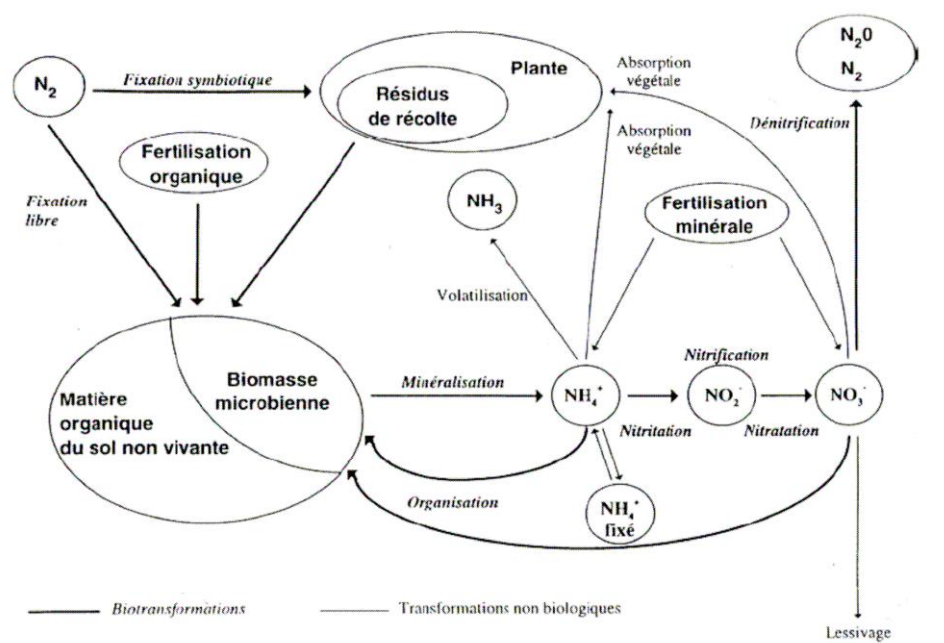 N₂
Fixation symbiotique
Plante
Résidus
de récolte
Absorption
végétale
N₂0
N₂
Dénitrification
Fertilisation
organique
Absorption
végétale
Fixation
libre
NH₃
Fertilisation
minérale
Volatilisation
Matière
organique
du sol non vivante
Biomasse
microbienne
Minéralisation
NH₄⁺
Nitrification
NO₂⁻
NO₃⁻
Nitritation
Nitratation
Organisation
NH₄⁺
fixé
Biotransformations
Transformations non biologiques
Lessivage